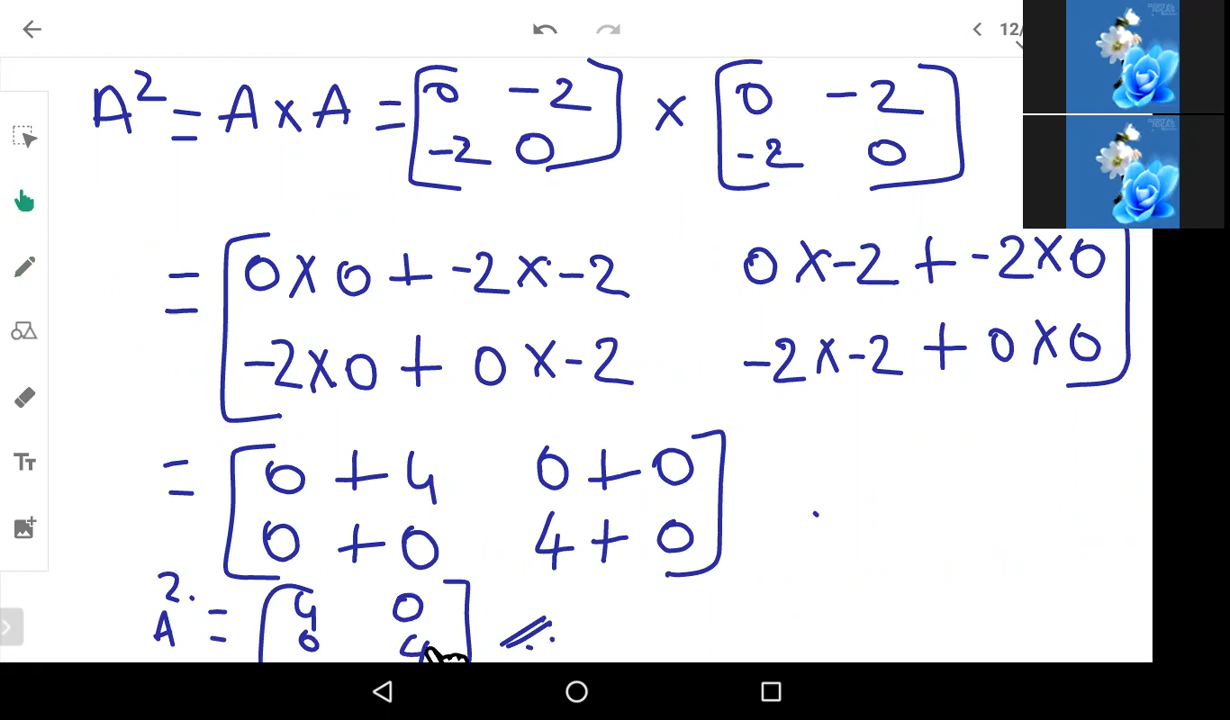 12/
A² = A × A = [0 -2] × [0 -2]
[-2 0] [-2 0]
= [0×0 + -2×-2 0×-2 + -2×0]
[-2×0 + 0×-2 -2×-2 + 0×0]
= [0+4 0+0]
[0+0 4+0]
A² = [4 0]
[0 4]
Tt